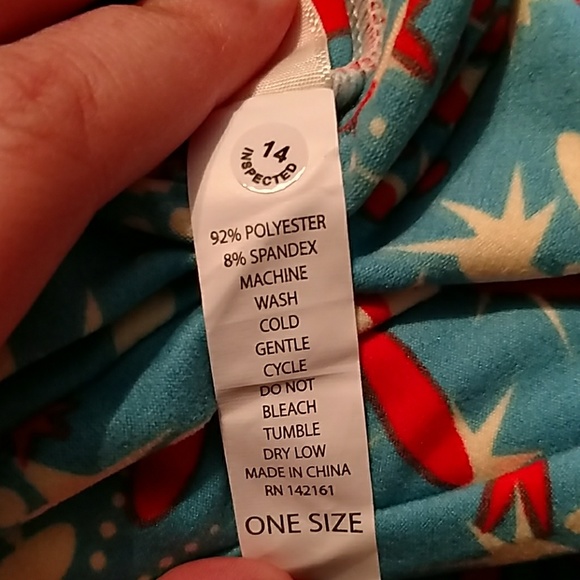 14
INSPECTED
92% POLYESTER
8% SPANDEX
MACHINE
WASH
COLD
GENTLE
CYCLE
DO NOT
BLEACH
TUMBLE
DRY LOW
MADE IN CHINA
RN 142161
ONE SIZE